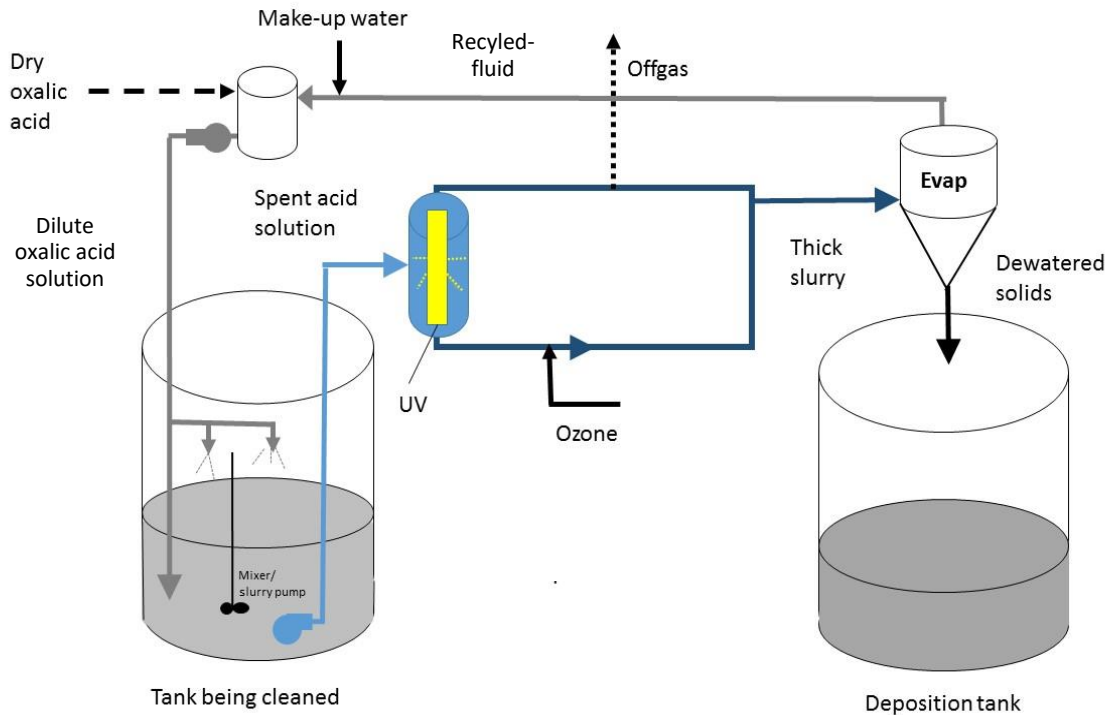 Make-up water
Recyled-
fluid
Offgas
Dry
oxalic
acid
Evap
Spent acid
solution
Dilute
oxalic acid
solution
Thick
slurry
Dewatered
solids
UV
Ozone
Mixer/
slurry pump
Tank being cleaned
Deposition tank